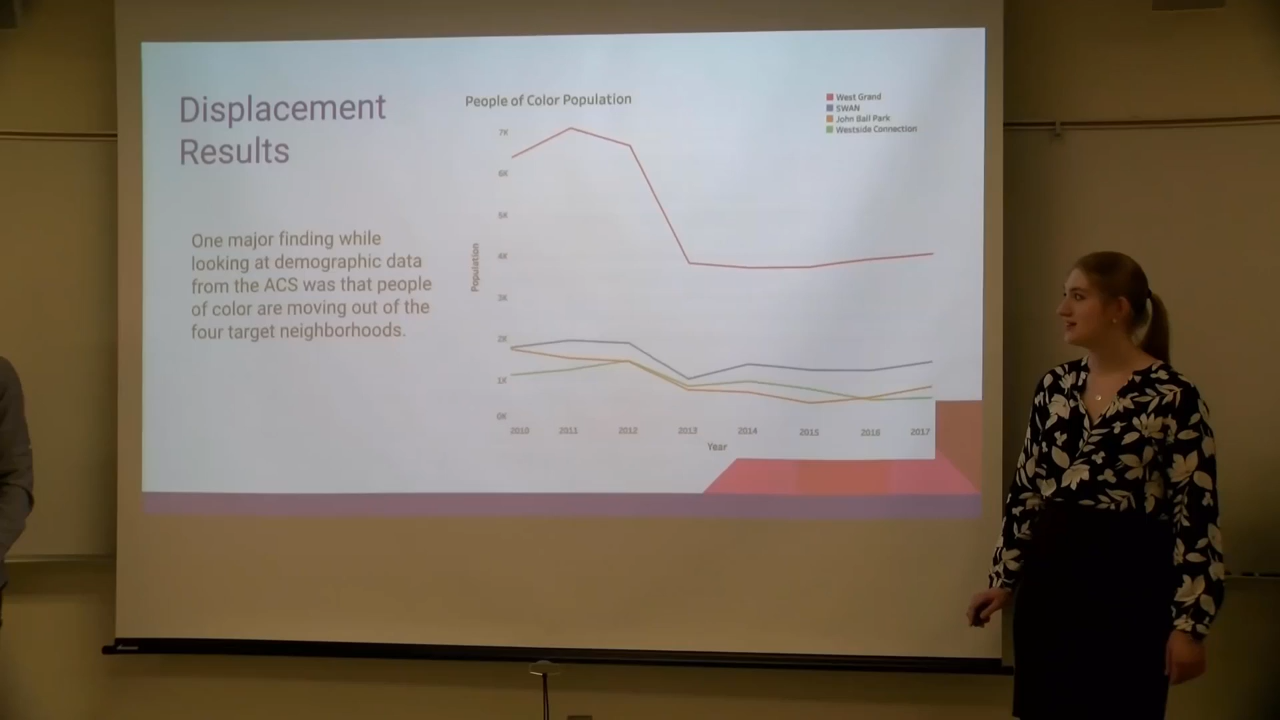 Displacement
Results
One major finding while
looking at demographic data
from the ACS was that people
of color are moving out of the
four target neighborhoods.
People of Color Population
West Grand
SWAN
John Ball Park
Westside Connection
Population
7K
6K
5K
4K
3K
2K
1K
0K
2010 2011 2012 2013 2014 2015 2016 2017
Year